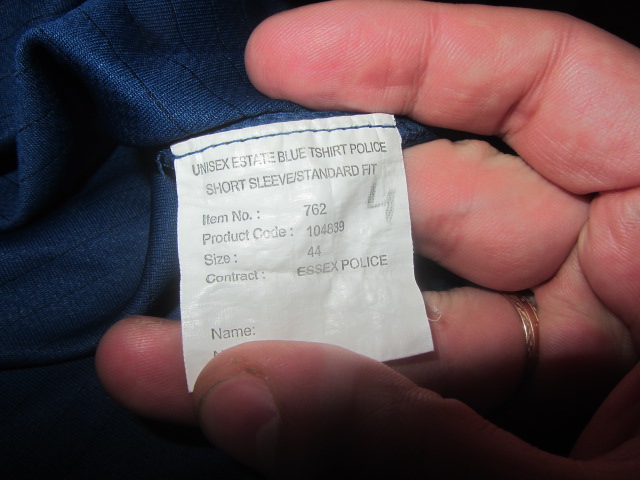 UNISEX ESTATE BLUE TSHIRT POLICE
SHORT SLEEVE/STANDARD FIT
4
Item No. : 762
Product Code : 104839
Size : 44
Contract : ESSEX POLICE
Name: